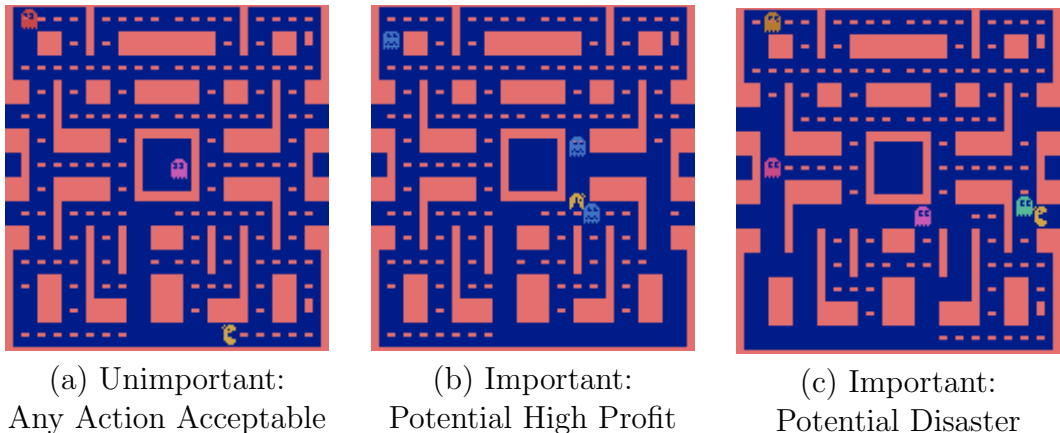 (a) Unimportant:
Any Action Acceptable
(b) Important:
Potential High Profit
(c) Important:
Potential Disaster